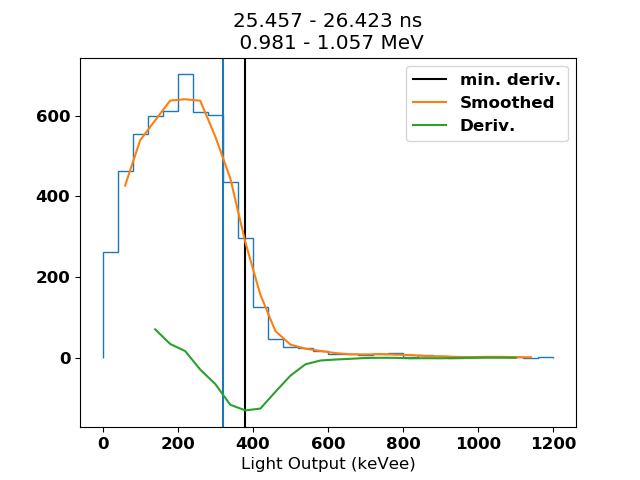 25.457 - 26.423 ns
0.981 - 1.057 MeV
min. deriv.
Smoothed
Deriv.
600
400
200
0
0 200 400 600 800 1000 1200
Light Output (keVee)